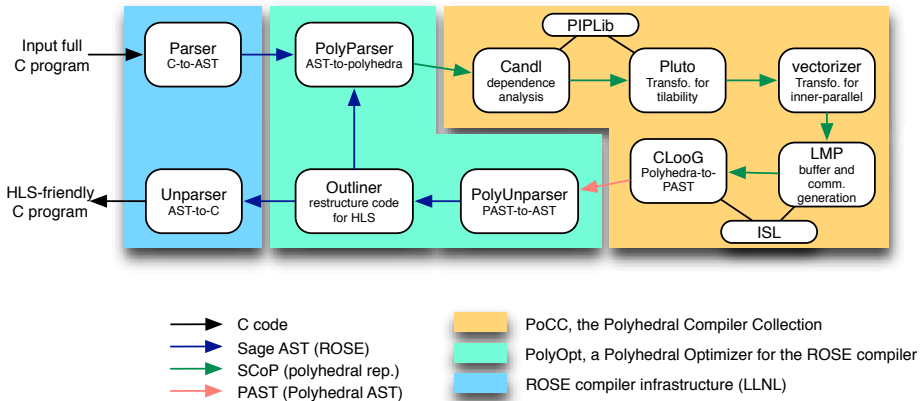 Input full
C program
Parser
C-to-AST
PolyParser
AST-to-polyhedra
PIPLib
Candl
dependence
analysis
Pluto
Transfo. for
tilability
vectorizer
Transfo. for
inner-parallel
HLS-friendly
C program
Unparser
AST-to-C
Outliner
restructure code
for HLS
PolyUnparser
PAST-to-AST
CLooG
Polyhedra-to-
PAST
LMP
buffer and
comm.
generation
ISL
C code
Sage AST (ROSE)
SCoP (polyhedral rep.)
PAST (Polyhedral AST)
PoCC, the Polyhedral Compiler Collection
PolyOpt, a Polyhedral Optimizer for the ROSE compiler
ROSE compiler infrastructure (LLNL)